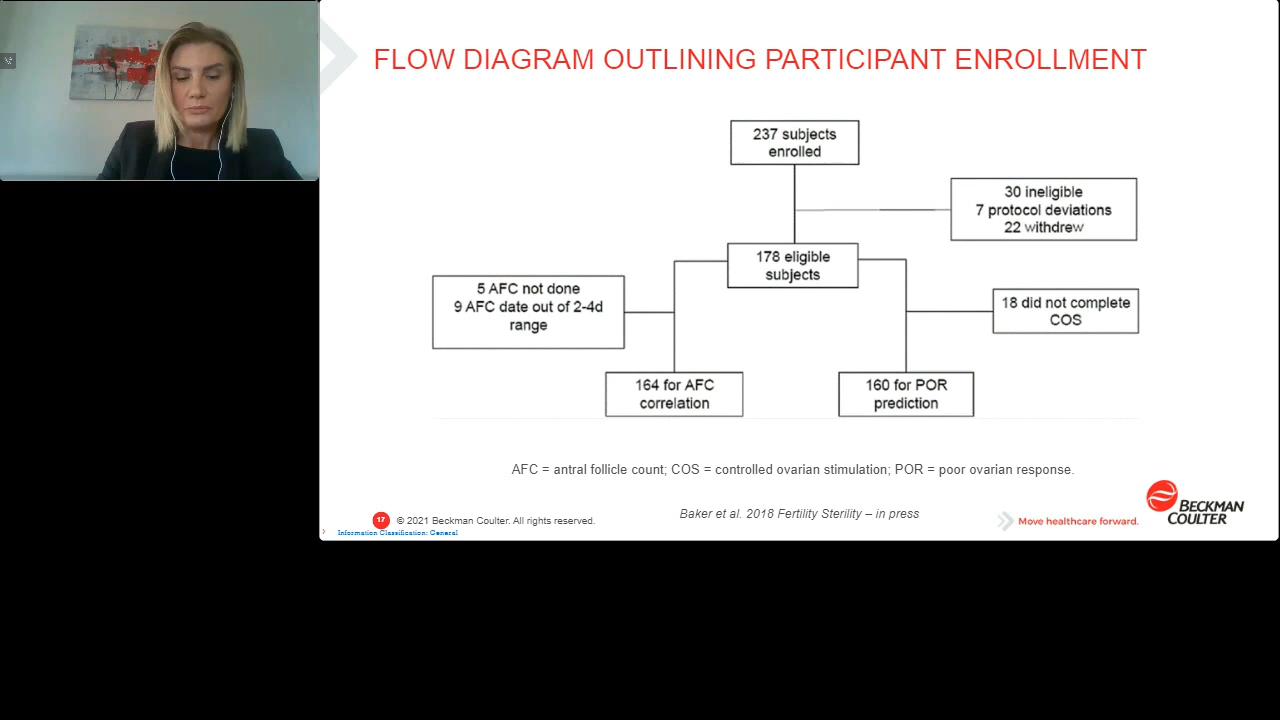 FLOW DIAGRAM OUTLINING PARTICIPANT ENROLLMENT
237 subjects
enrolled
30 ineligible
7 protocol deviations
22 withdrew
178 eligible
subjects
5 AFC not done
9 AFC date out of 2-4d
range
18 did not complete
COS
164 for AFC
correlation
160 for POR
prediction
AFC = antral follicle count; COS = controlled ovarian stimulation; POR = poor ovarian response.
Baker et al. 2018 Fertility Sterility – in press
17 © 2021 Beckman Coulter. All rights reserved.
Information Classification: General
Move healthcare forward.
BECKMAN
COULTER